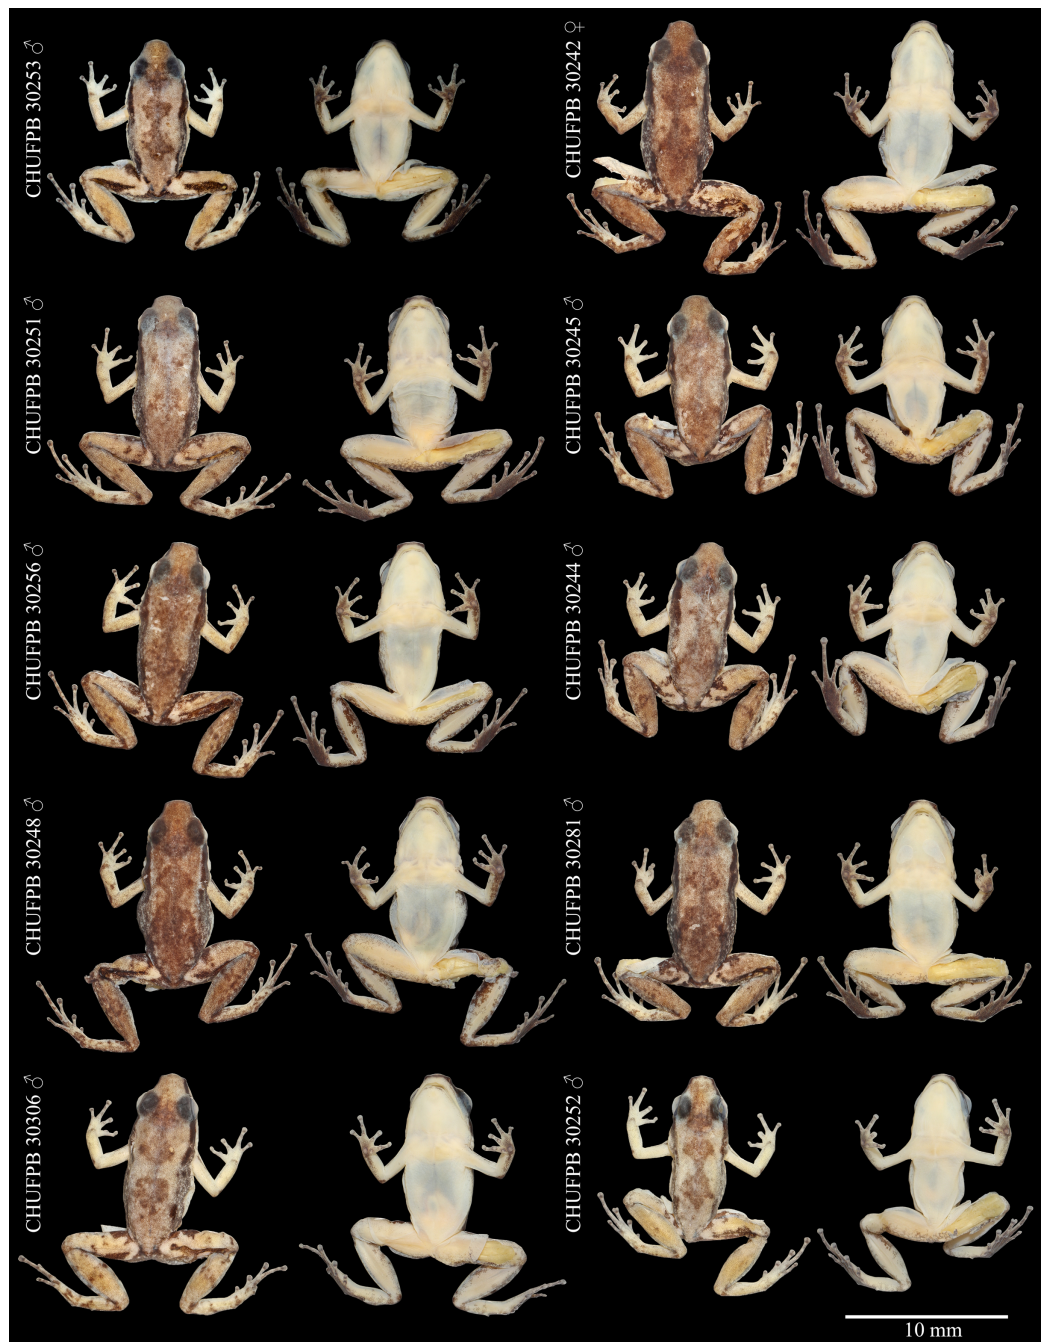 CHUFPB 30253 ♂
CHUFPB 30242 ♀
CHUFPB 30251 ♂
CHUFPB 30245 ♂
CHUFPB 30256 ♂
CHUFPB 30244 ♂
CHUFPB 30248 ♂
CHUFPB 30281 ♂
CHUFPB 30306 ♂
CHUFPB 30252 ♂
10 mm